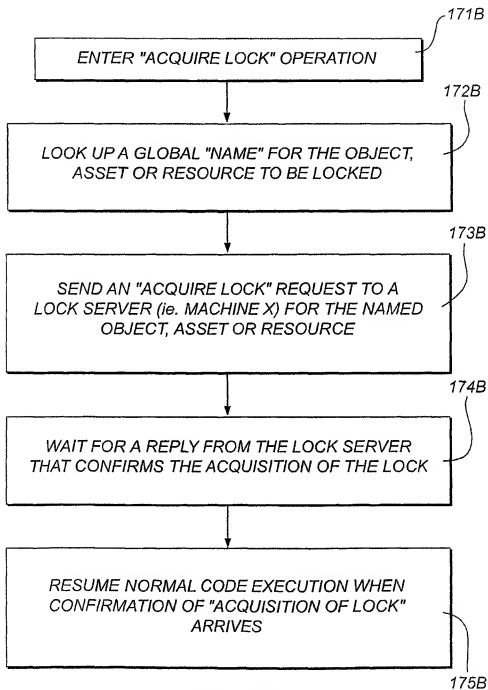 171B
ENTER "ACQUIRE LOCK" OPERATION
172B
LOOK UP A GLOBAL "NAME" FOR THE OBJECT,
ASSET OR RESOURCE TO BE LOCKED
173B
SEND AN "ACQUIRE LOCK" REQUEST TO A
LOCK SERVER (ie. MACHINE X) FOR THE NAMED
OBJECT, ASSET OR RESOURCE
174B
WAIT FOR A REPLY FROM THE LOCK SERVER
THAT CONFIRMS THE ACQUISITION OF THE LOCK
RESUME NORMAL CODE EXECUTION WHEN
CONFIRMATION OF "ACQUISITION OF LOCK"
ARRIVES
175B